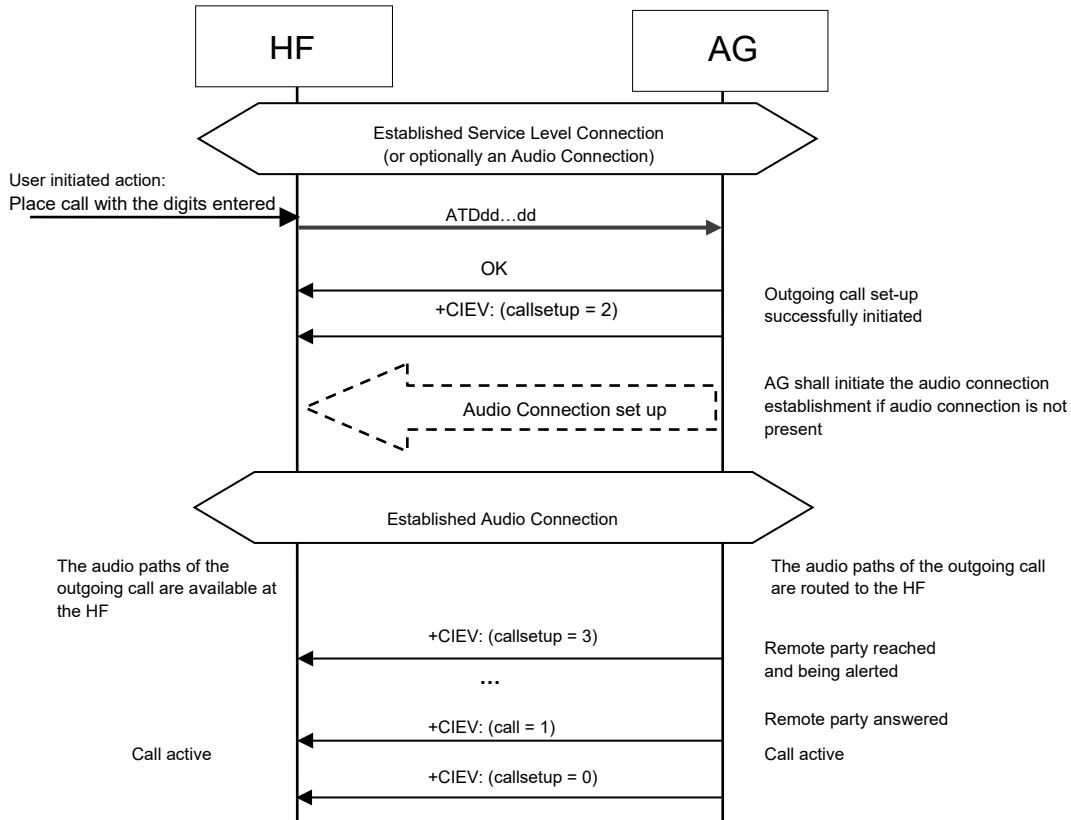 HF
AG
Established Service Level Connection
(or optionally an Audio Connection)
User initiated action:
Place call with the digits entered
ATDdd…dd
OK
+CIEV: (callsetup = 2)
Outgoing call set-up
successfully initiated
Audio Connection set up
AG shall initiate the audio connection
establishment if audio connection is not
present
Established Audio Connection
The audio paths of the
outgoing call are available at
the HF
The audio paths of the outgoing call
are routed to the HF
+CIEV: (callsetup = 3)
Remote party reached
and being alerted
…
+CIEV: (call = 1)
Remote party answered
Call active
Call active
+CIEV: (callsetup = 0)